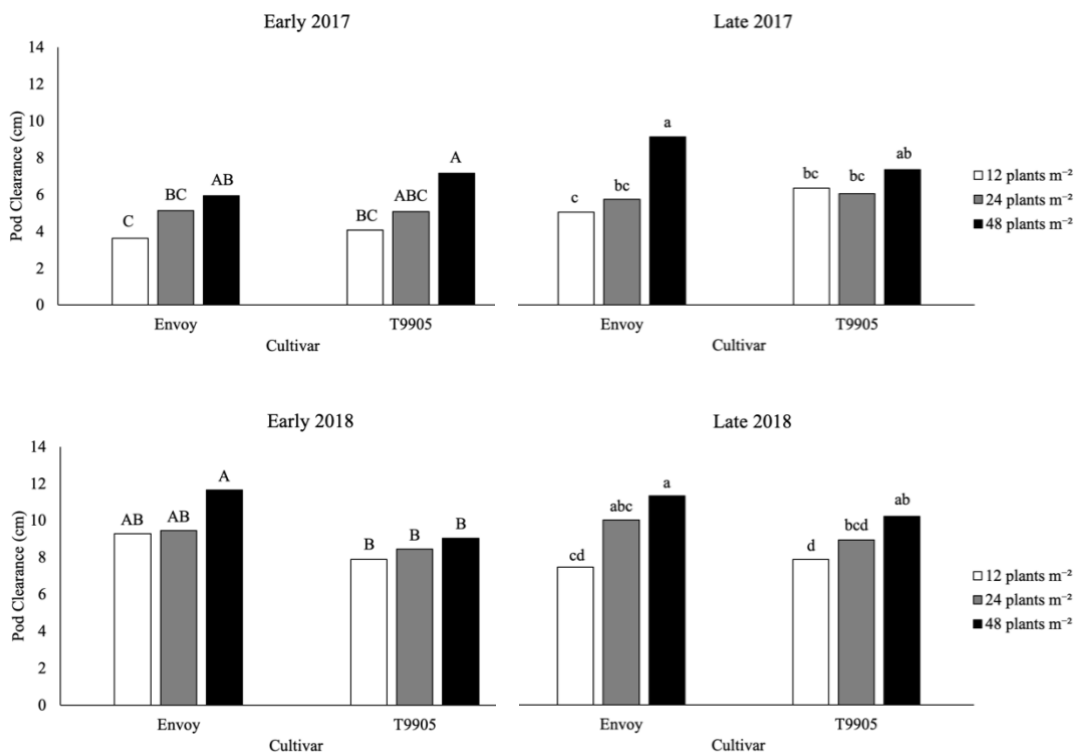 Early 2017
Late 2017
14
12
10
8
6
4
2
0
Pod Clearance (cm)
C
BC
AB
BC
ABC
A
c
bc
a
bc
bc
ab
12 plants m⁻²
24 plants m⁻²
48 plants m⁻²
Envoy
T9905
Envoy
T9905
Cultivar
Cultivar
Early 2018
Late 2018
14
12
10
8
6
4
2
0
Pod Clearance (cm)
AB
AB
A
B
B
B
cd
abc
a
d
bcd
ab
12 plants m⁻²
24 plants m⁻²
48 plants m⁻²
Envoy
T9905
Envoy
T9905
Cultivar
Cultivar